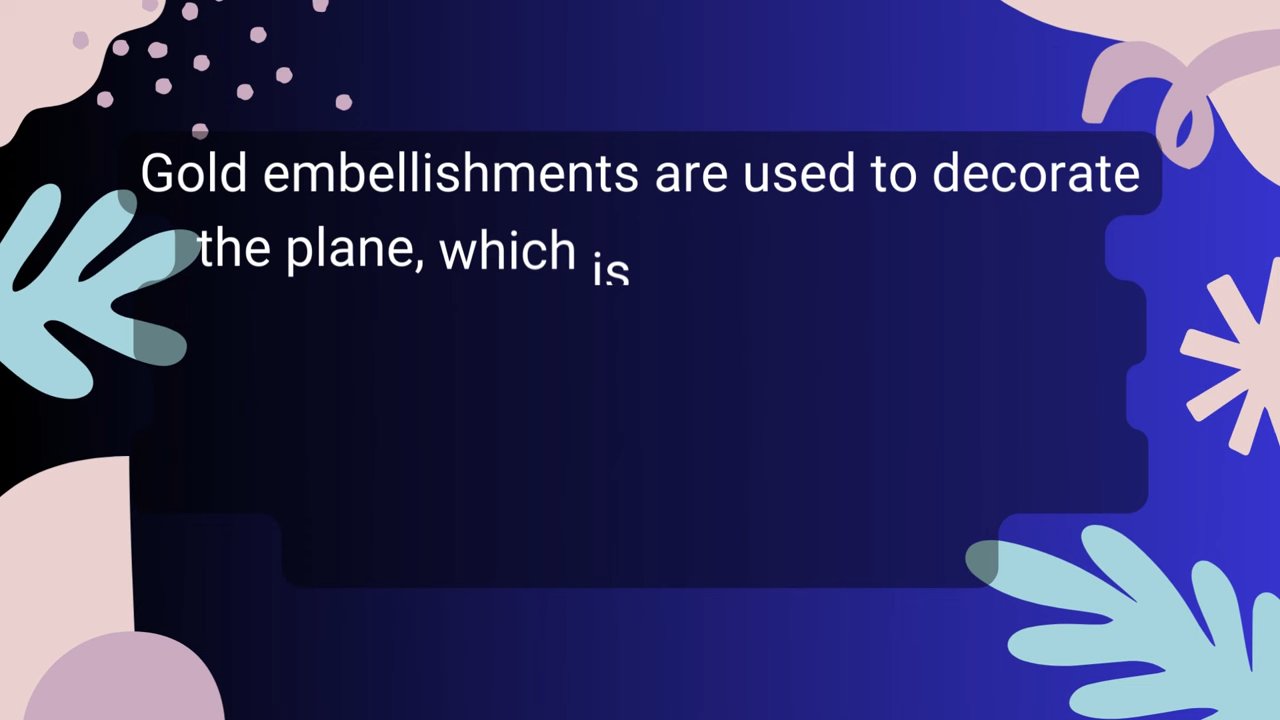 Gold embellishments are used to decorate
the plane, which is